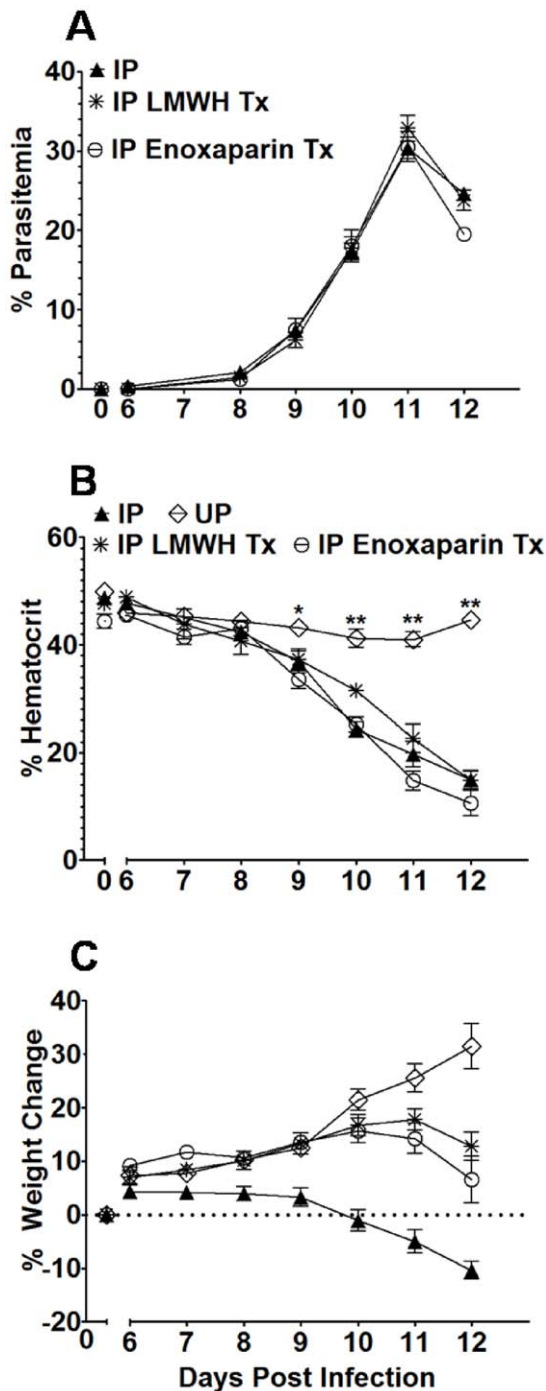 A
▲ IP
✳ IP LMWH Tx
○ IP Enoxaparin Tx
% Parasitemia
40
30
20
10
0
0 6 7 8 9 10 11 12
B
▲ IP ◇ UP
✳ IP LMWH Tx ○ IP Enoxaparin Tx
% Hematocrit
60
40
20
0
* ** ** **
0 6 7 8 9 10 11 12
C
% Weight Change
40
30
20
10
0
-10
-20
0 6 7 8 9 10 11 12
Days Post Infection